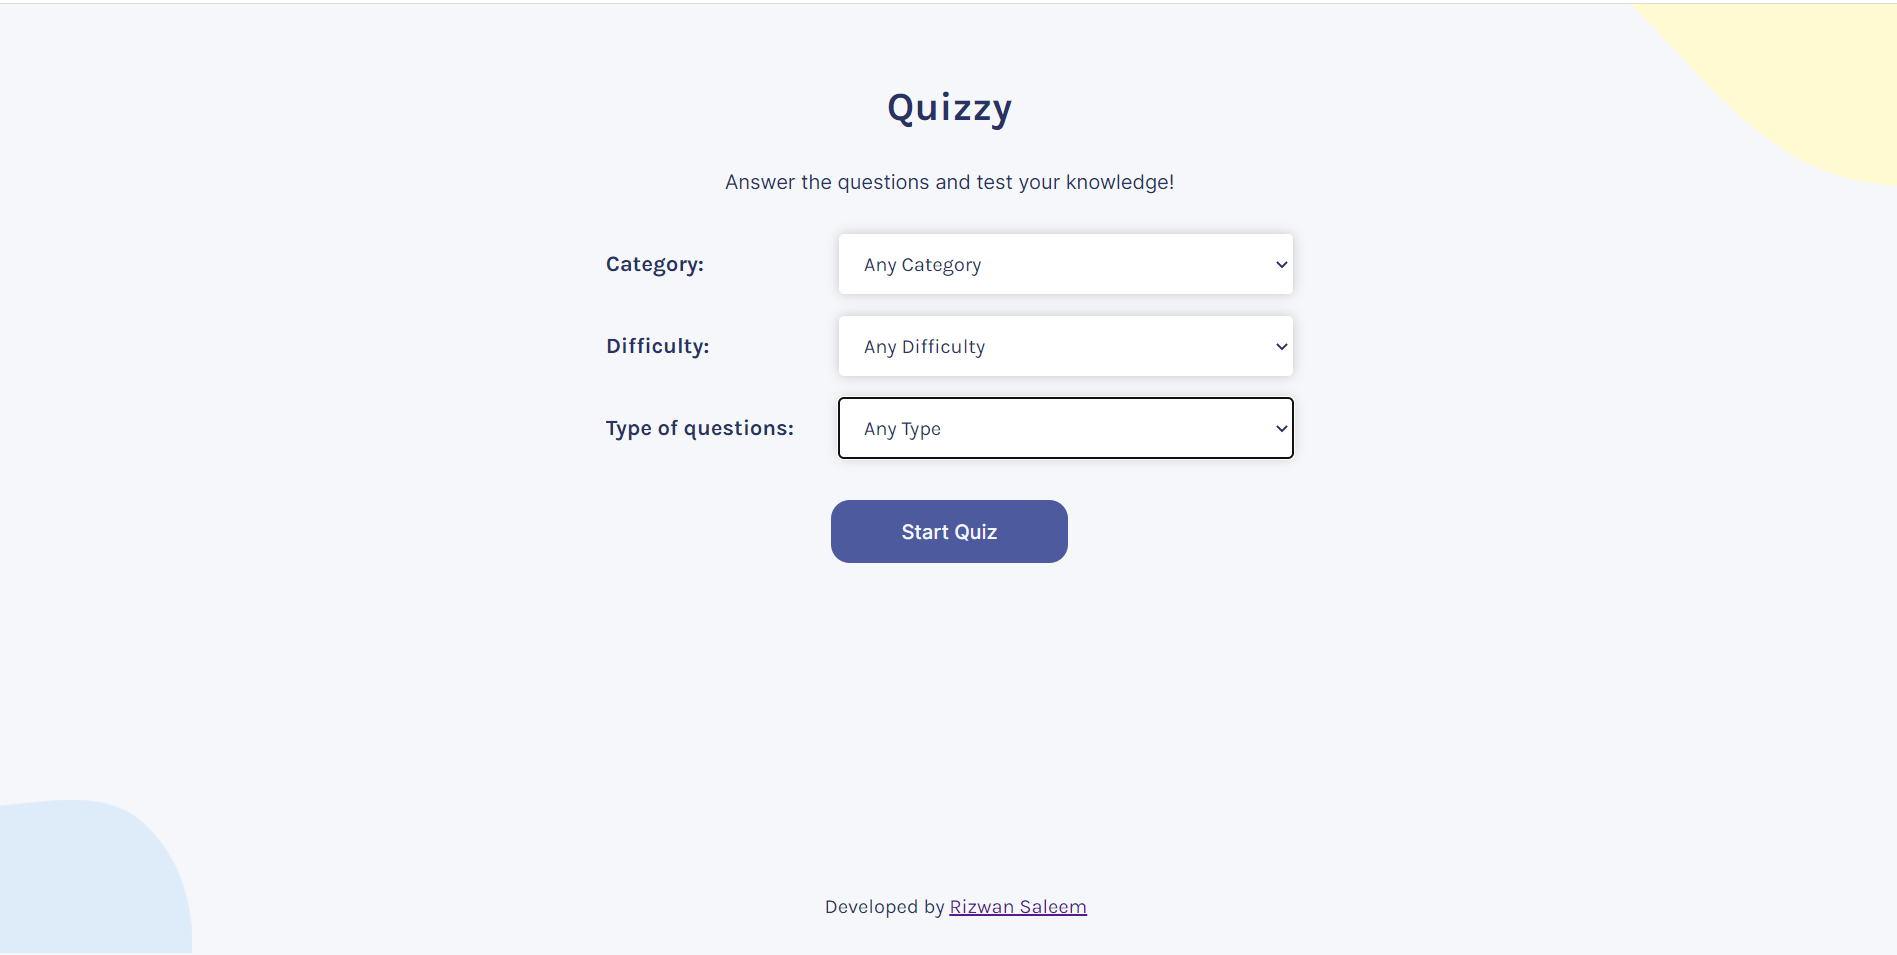 Quizzy
Answer the questions and test your knowledge!
Category: Any Category
Difficulty: Any Difficulty
Type of questions: Any Type
Start Quiz
Developed by Rizwan Saleem